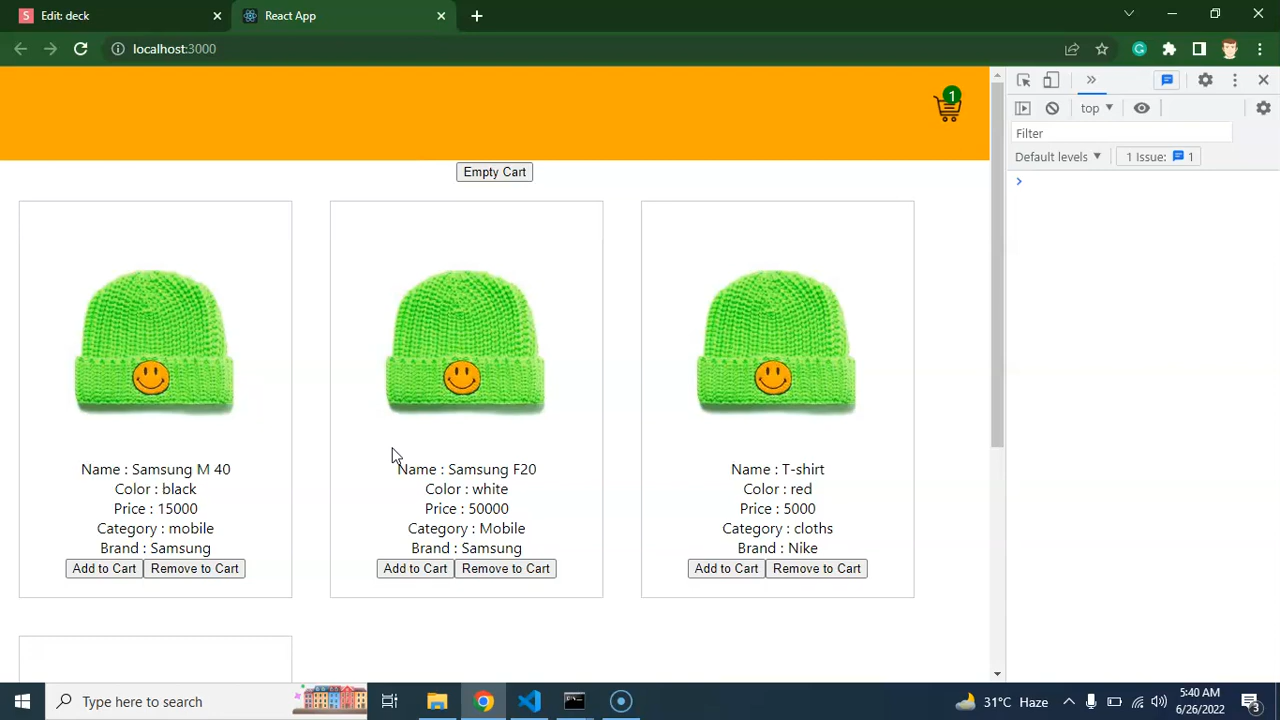 Edit: deck
React App
localhost:3000
1
top
Filter
Default levels
1 Issue: 1
Empty Cart
Name : Samsung M 40
Color : black
Price : 15000
Category : mobile
Brand : Samsung
Add to Cart Remove to Cart
Name : Samsung F20
Color : white
Price : 50000
Category : Mobile
Brand : Samsung
Add to Cart Remove to Cart
Name : T-shirt
Color : red
Price : 5000
Category : cloths
Brand : Nike
Add to Cart Remove to Cart
Type here to search
31°C Haze
5:40 AM
6/26/2022
3